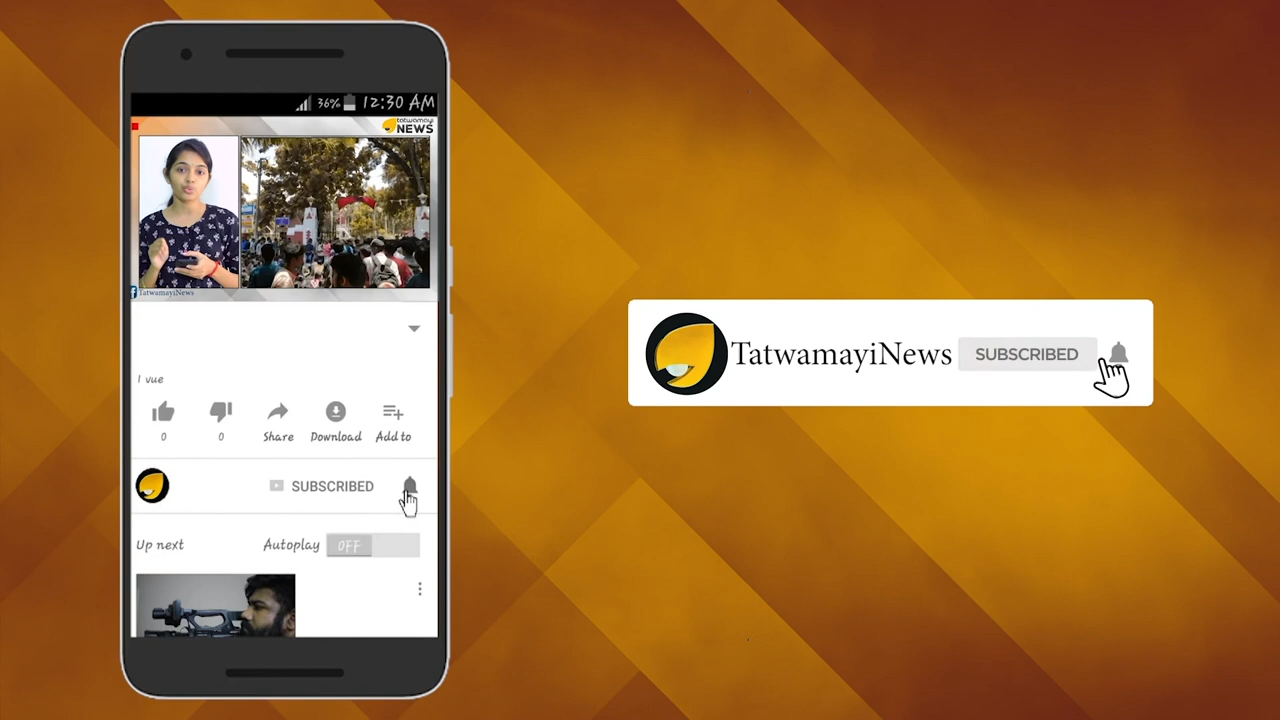 36% 12:30 AM
tatwamayi
NEWS
TatwamayiNews
1 vue
0 0 Share Download Add to
SUBSCRIBED
Up next Autoplay OFF
TatwamayiNews SUBSCRIBED